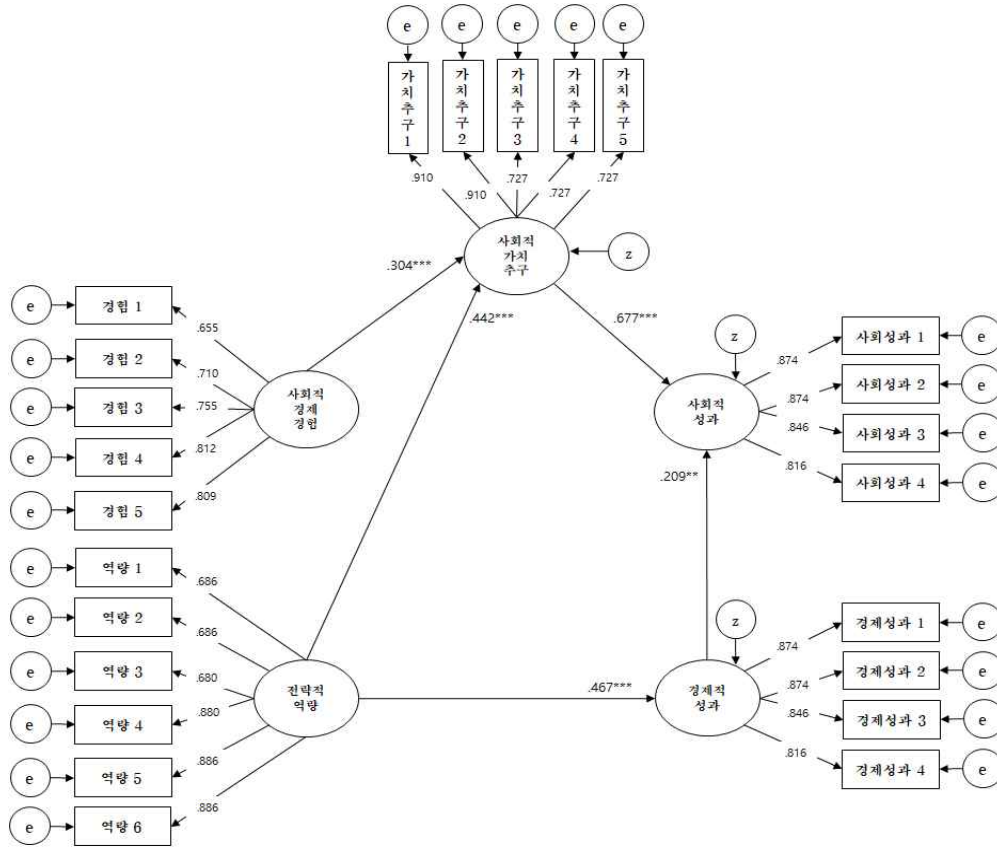 e e e e e
가치추구1 가치추구2 가치추구3 가치추구4 가치추구5
.910 .910 .727 .727 .727
사회적
가치
추구
z
.304***
.442***
.677***
e 경험 1 .655
e 경험 2 .710
e 경험 3 .755
e 경험 4 .812
e 경험 5 .809
사회적
경제
경험
z
사회적
성과
.874 사회성과 1 e
.874 사회성과 2 e
.846 사회성과 3 e
.816 사회성과 4 e
.209**
e 역량 1 .686
e 역량 2 .686
e 역량 3 .680
e 역량 4 .880
e 역량 5 .886
e 역량 6 .886
전략적
역량
.467***
z
경제적
성과
.874 경제성과 1 e
.874 경제성과 2 e
.846 경제성과 3 e
.816 경제성과 4 e